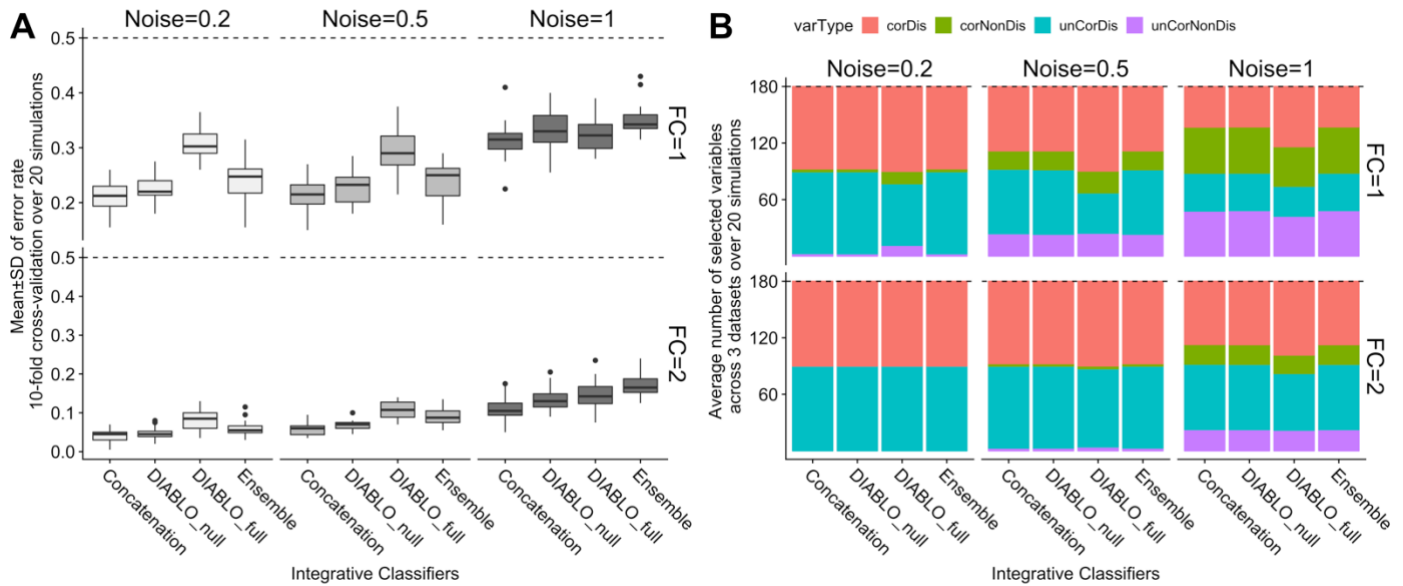 A
Noise=0.2 Noise=0.5 Noise=1
Mean±SD of error rate
10-fold cross-validation over 20 simulations
0.5
0.4
0.3
0.2
FC=1
0.5
0.4
0.3
0.2
0.1
0.0
FC=2
Concatenation
DIABLO_null
DIABLO_full
Ensemble
Concatenation
DIABLO_null
DIABLO_full
Ensemble
Concatenation
DIABLO_null
DIABLO_full
Ensemble
Integrative Classifiers
B
varType corDis corNonDis unCorDis unCorNonDis
Noise=0.2 Noise=0.5 Noise=1
Average number of selected variables
across 3 datasets over 20 simulations
180
120
60
FC=1
180
120
60
FC=2
Concatenation
DIABLO_null
DIABLO_full
Ensemble
Concatenation
DIABLO_null
DIABLO_full
Ensemble
Concatenation
DIABLO_null
DIABLO_full
Ensemble
Integrative Classifiers